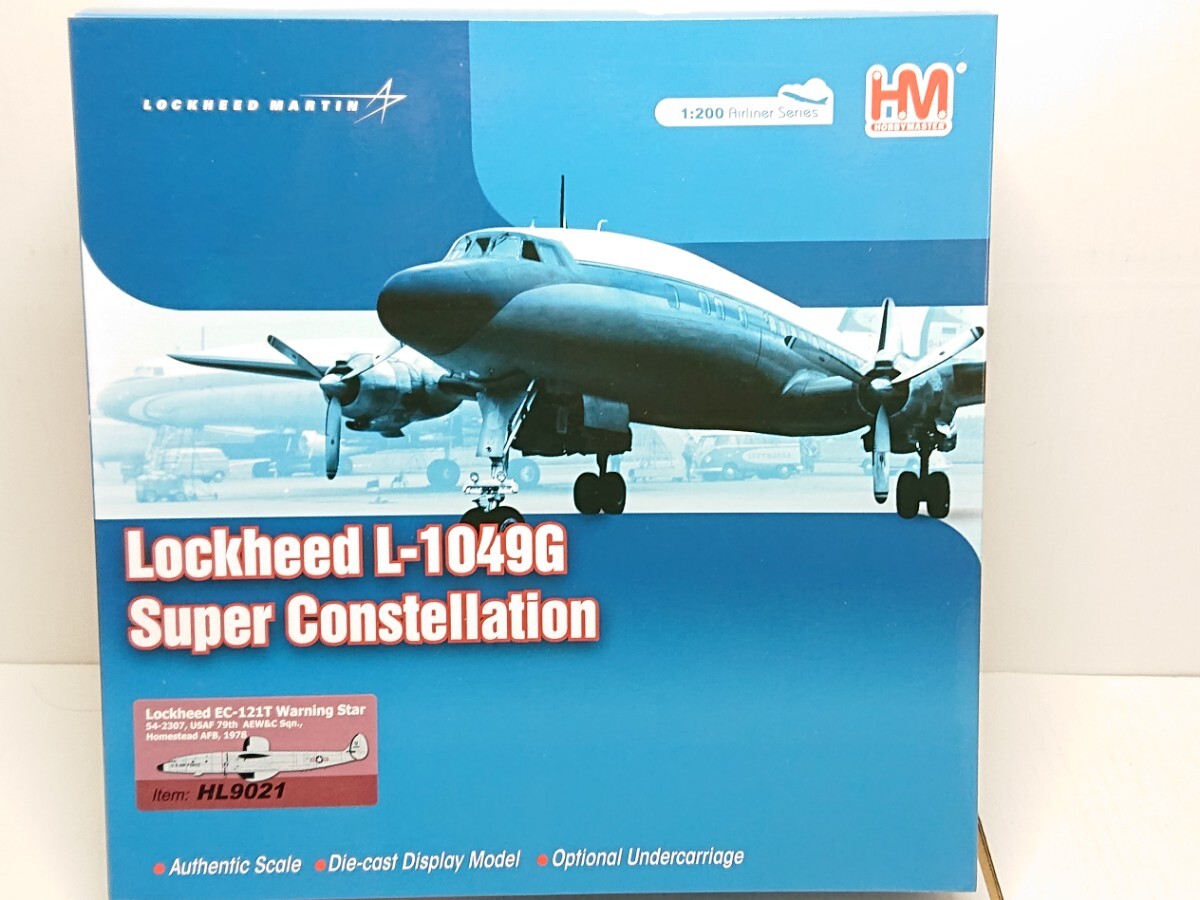 LOCKHEED MARTIN
1:200 Airliner Series
HM
HOBBYMASTER
Lockheed L-1049G
Super Constellation
Lockheed EC-121T Warning Star
54-2307, USAF 79th AEW&C Sqn.,
Homestead AFB, 1978
Item: HL9021
• Authentic Scale • Die-cast Display Model • Optional Undercarriage